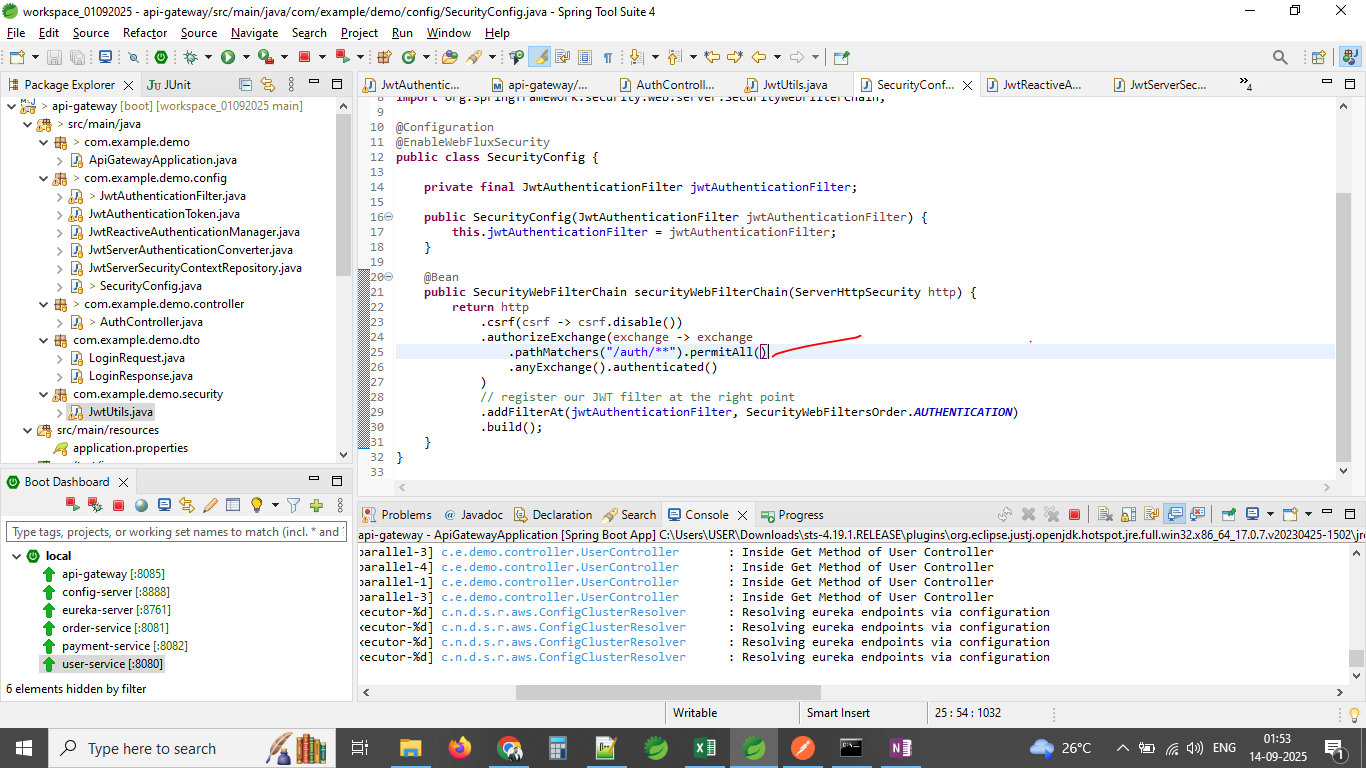 workspace_01092025 - api-gateway/src/main/java/com/example/demo/config/SecurityConfig.java - Spring Tool Suite 4
File Edit Source Refactor Source Navigate Search Project Run Window Help
Package Explorer JUnit
api-gateway [boot] [workspace_01092025 main]
> src/main/java
> com.example.demo
ApiGatewayApplication.java
> com.example.demo.config
> JwtAuthenticationFilter.java
JwtAuthenticationToken.java
JwtReactiveAuthenticationManager.java
JwtServerAuthenticationConverter.java
JwtServerSecurityContextRepository.java
> SecurityConfig.java
> com.example.demo.controller
> AuthController.java
com.example.demo.dto
LoginRequest.java
LoginResponse.java
com.example.demo.security
JwtUtils.java
src/main/resources
application.properties
Boot Dashboard
Type tags, projects, or working set names to match (incl. * and
local
api-gateway [:8085]
config-server [:8888]
eureka-server [:8761]
order-service [:8081]
payment-service [:8082]
user-service [:8080]
6 elements hidden by filter
JwtAuthentic... api-gateway/... AuthControll... JwtUtils.java SecurityConf... JwtReactiveA... JwtServerSec... 4
8 import org.springframework.security.web.server.SecurityWebFilterChain;
9
10 @Configuration
11 @EnableWebFluxSecurity
12 public class SecurityConfig {
13
14 private final JwtAuthenticationFilter jwtAuthenticationFilter;
15
16 public SecurityConfig(JwtAuthenticationFilter jwtAuthenticationFilter) {
17 this.jwtAuthenticationFilter = jwtAuthenticationFilter;
18 }
19
20 @Bean
21 public SecurityWebFilterChain securityWebFilterChain(ServerHttpSecurity http) {
22 return http
23 .csrf(csrf -> csrf.disable())
24 .authorizeExchange(exchange -> exchange
25 .pathMatchers("/auth/**").permitAll()
26 .anyExchange().authenticated()
27 )
28 // register our JWT filter at the right point
29 .addFilterAt(jwtAuthenticationFilter, SecurityWebFiltersOrder.AUTHENTICATION)
30 .build();
31 }
32 }
33
Problems Javadoc Declaration Search Console Progress
api-gateway - ApiGatewayApplication [Spring Boot App] C:\Users\USER\Downloads\sts-4.19.1.RELEASE\plugins\org.eclipse.justj.openjdk.hotspot.jre.full.win32.x86_64_17.0.7.v20230425-1502\jre
parallel-3] c.e.demo.controller.UserController : Inside Get Method of User Controller
parallel-4] c.e.demo.controller.UserController : Inside Get Method of User Controller
parallel-1] c.e.demo.controller.UserController : Inside Get Method of User Controller
parallel-3] c.e.demo.controller.UserController : Inside Get Method of User Controller
xecutor-%d] c.n.d.s.r.aws.ConfigClusterResolver : Resolving eureka endpoints via configuration
xecutor-%d] c.n.d.s.r.aws.ConfigClusterResolver : Resolving eureka endpoints via configuration
xecutor-%d] c.n.d.s.r.aws.ConfigClusterResolver : Resolving eureka endpoints via configuration
xecutor-%d] c.n.d.s.r.aws.ConfigClusterResolver : Resolving eureka endpoints via configuration
Writable Smart Insert 25 : 54 : 1032
Type here to search 26°C ENG 01:53
14-09-2025 1